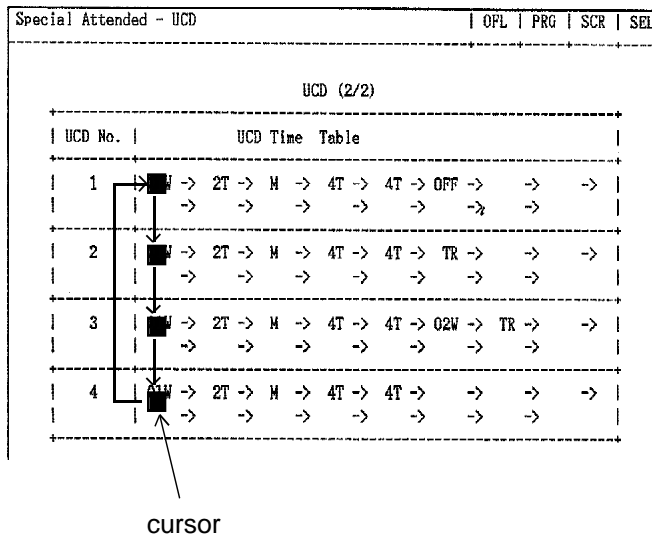 Special Attended - UCD | OFL | PRG | SCR | SEL
UCD (2/2)
| UCD No. | UCD Time Table |
| 1 | -> 2T -> M -> 4T -> 4T -> OFF -> -> -> |
| | -> -> -> -> -> -> -> |
| 2 | -> 2T -> M -> 4T -> 4T -> TR -> -> -> |
| | -> -> -> -> -> -> -> |
| 3 | -> 2T -> M -> 4T -> 4T -> 02W -> TR -> -> |
| | -> -> -> -> -> -> -> |
| 4 | -> 2T -> M -> 4T -> 4T -> -> -> -> |
| | -> -> -> -> -> -> -> |
cursor